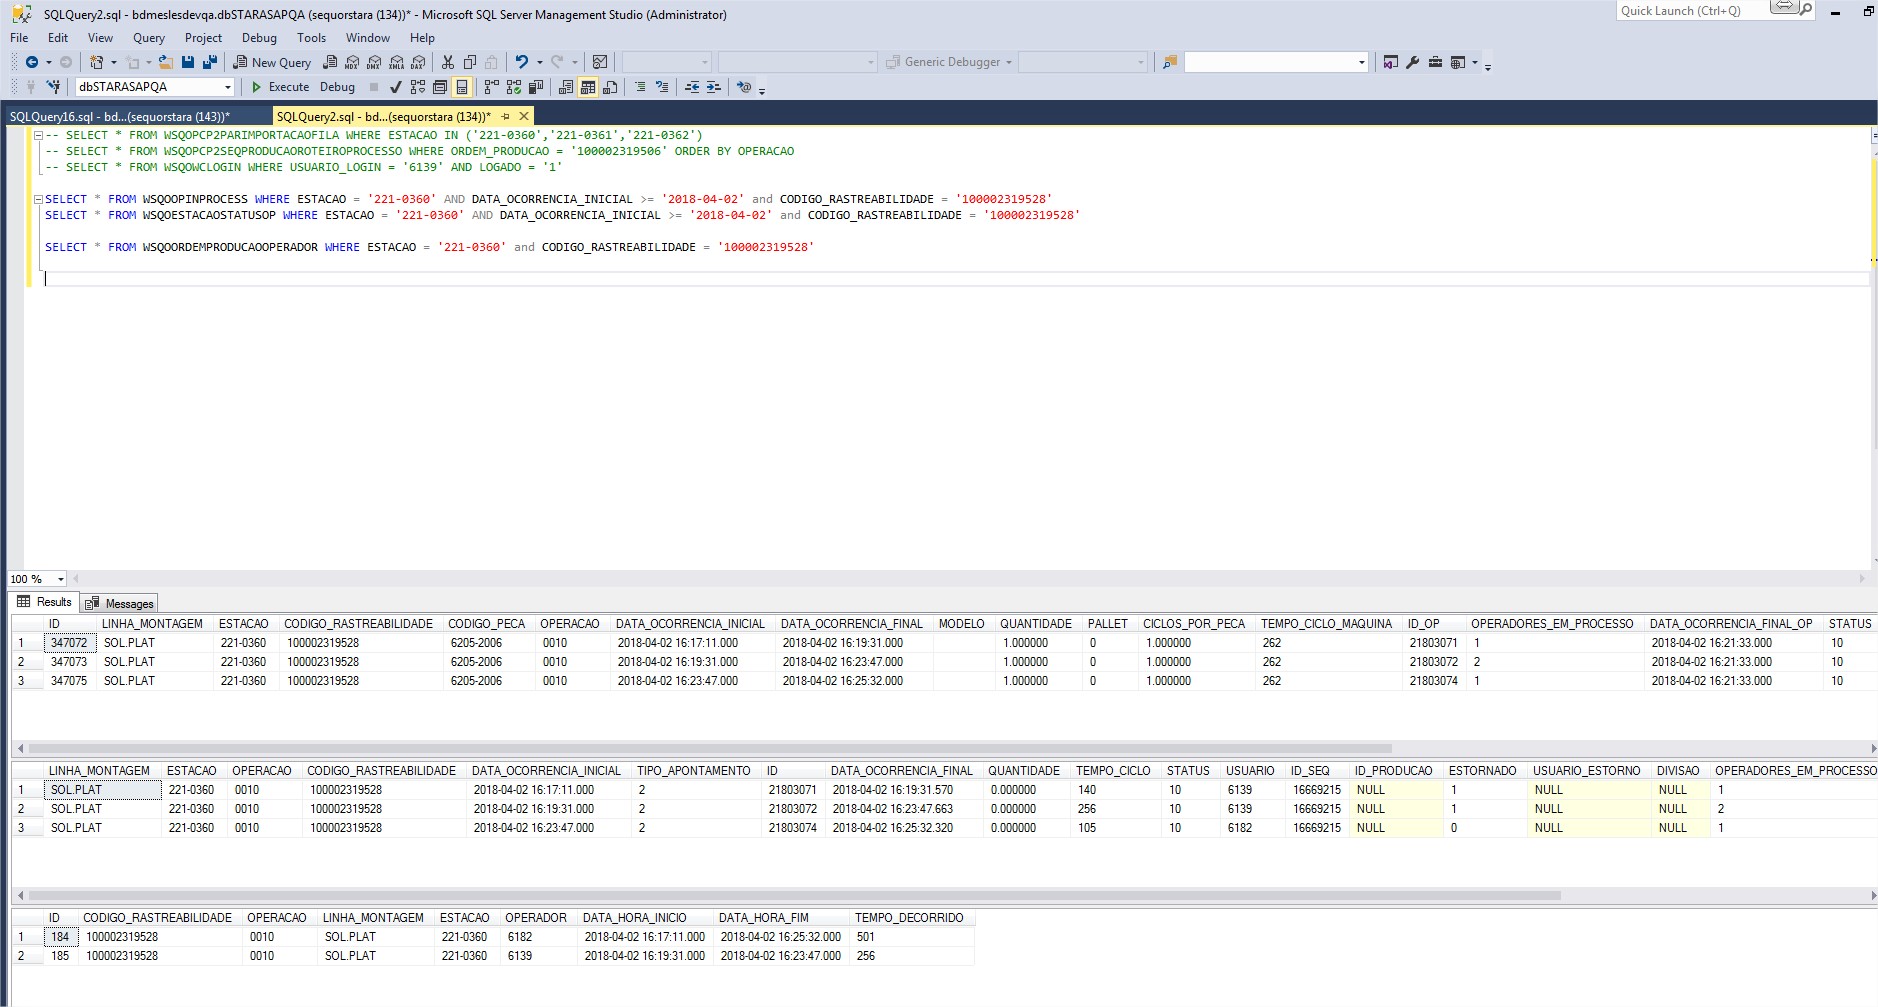 SQLQuery2.sql - bdmeslesdevqa.dbSTARASAPQA (sequorstara (134))* - Microsoft SQL Server Management Studio (Administrator)
Quick Launch (Ctrl+Q)
File Edit View Query Project Debug Tools Window Help
New Query MDX DMX XMLA DAX Generic Debugger
dbSTARASAPQA Execute Debug
SQLQuery16.sql - bd...(sequorstara (143))* SQLQuery2.sql - bd...(sequorstara (134))*
-- SELECT * FROM WSQOPCP2PARIMPORTACAOFILA WHERE ESTACAO IN ('221-0360','221-0361','221-0362')
-- SELECT * FROM WSQOPCP2SEQPRODUCAOROTEIROPROCESSO WHERE ORDEM_PRODUCAO = '100002319506' ORDER BY OPERACAO
-- SELECT * FROM WSQOWCLOGIN WHERE USUARIO_LOGIN = '6139' AND LOGADO = '1'
SELECT * FROM WSQOOPINPROCESS WHERE ESTACAO = '221-0360' AND DATA_OCORRENCIA_INICIAL >= '2018-04-02' and CODIGO_RASTREABILIDADE = '100002319528'
SELECT * FROM WSQOESTACAOSTATUSOP WHERE ESTACAO = '221-0360' AND DATA_OCORRENCIA_INICIAL >= '2018-04-02' and CODIGO_RASTREABILIDADE = '100002319528'
SELECT * FROM WSQOORDEMPRODUCAOOPERADOR WHERE ESTACAO = '221-0360' and CODIGO_RASTREABILIDADE = '100002319528'
100 %
Results Messages
ID LINHA_MONTAGEM ESTACAO CODIGO_RASTREABILIDADE CODIGO_PECA OPERACAO DATA_OCORRENCIA_INICIAL DATA_OCORRENCIA_FINAL MODELO QUANTIDADE PALLET CICLOS_POR_PECA TEMPO_CICLO_MAQUINA ID_OP OPERADORES_EM_PROCESSO DATA_OCORRENCIA_FINAL_OP STATUS
1 347072 SOL.PLAT 221-0360 100002319528 6205-2006 0010 2018-04-02 16:17:11.000 2018-04-02 16:19:31.000 1.000000 0 1.000000 262 21803071 1 2018-04-02 16:21:33.000 10
2 347073 SOL.PLAT 221-0360 100002319528 6205-2006 0010 2018-04-02 16:19:31.000 2018-04-02 16:23:47.000 1.000000 0 1.000000 262 21803072 2 2018-04-02 16:21:33.000 10
3 347075 SOL.PLAT 221-0360 100002319528 6205-2006 0010 2018-04-02 16:23:47.000 2018-04-02 16:25:32.000 1.000000 0 1.000000 262 21803074 1 2018-04-02 16:21:33.000 10
LINHA_MONTAGEM ESTACAO OPERACAO CODIGO_RASTREABILIDADE DATA_OCORRENCIA_INICIAL TIPO_APONTAMENTO ID DATA_OCORRENCIA_FINAL QUANTIDADE TEMPO_CICLO STATUS USUARIO ID_SEQ ID_PRODUCAO ESTORNADO USUARIO_ESTORNO DIVISAO OPERADORES_EM_PROCESSO
1 SOL.PLAT 221-0360 0010 100002319528 2018-04-02 16:17:11.000 2 21803071 2018-04-02 16:19:31.570 0.000000 140 10 6139 16669215 NULL 1 NULL NULL 1
2 SOL.PLAT 221-0360 0010 100002319528 2018-04-02 16:19:31.000 2 21803072 2018-04-02 16:23:47.663 0.000000 256 10 6139 16669215 NULL 1 NULL NULL 2
3 SOL.PLAT 221-0360 0010 100002319528 2018-04-02 16:23:47.000 2 21803074 2018-04-02 16:25:32.320 0.000000 105 10 6182 16669215 NULL 0 NULL NULL 1
ID CODIGO_RASTREABILIDADE OPERACAO LINHA_MONTAGEM ESTACAO OPERADOR DATA_HORA_INICIO DATA_HORA_FIM TEMPO_DECORRIDO
1 184 100002319528 0010 SOL.PLAT 221-0360 6182 2018-04-02 16:17:11.000 2018-04-02 16:25:32.000 501
2 185 100002319528 0010 SOL.PLAT 221-0360 6139 2018-04-02 16:19:31.000 2018-04-02 16:23:47.000 256